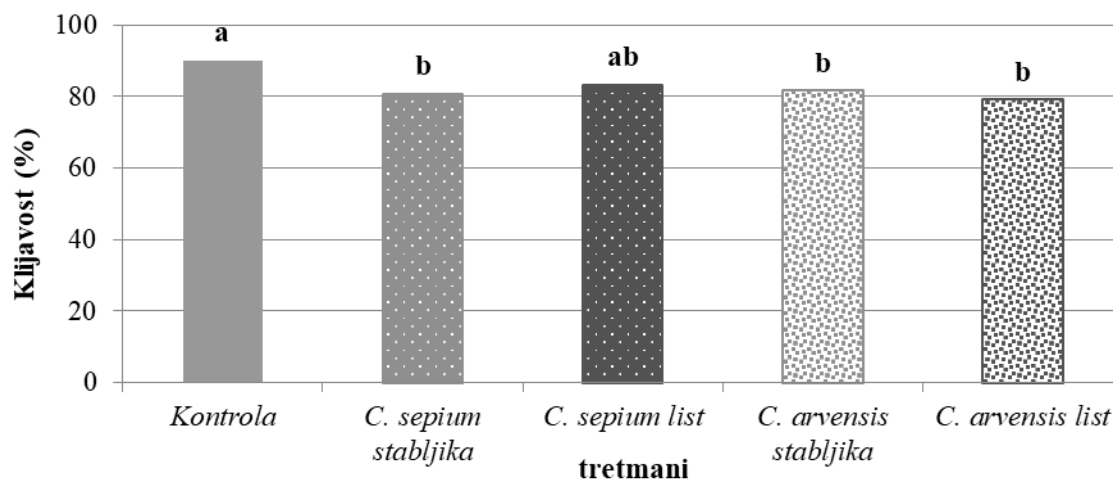 100
80
60
40
20
0
Klijavost (%)
a
b
ab
b
b
Kontrola
C. sepium
stabljika
C. sepium list
C. arvensis
stabljika
C. arvensis list
tretmani